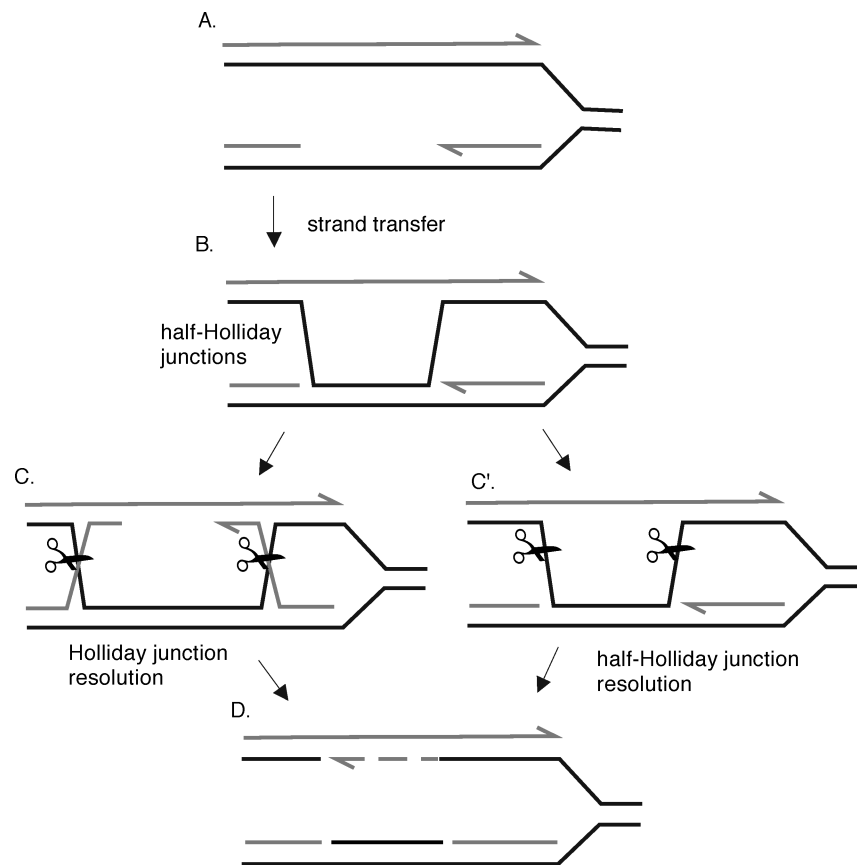 A.
strand transfer
B.
half-Holliday
junctions
C.
C'.
Holliday junction
resolution
half-Holliday junction
resolution
D.